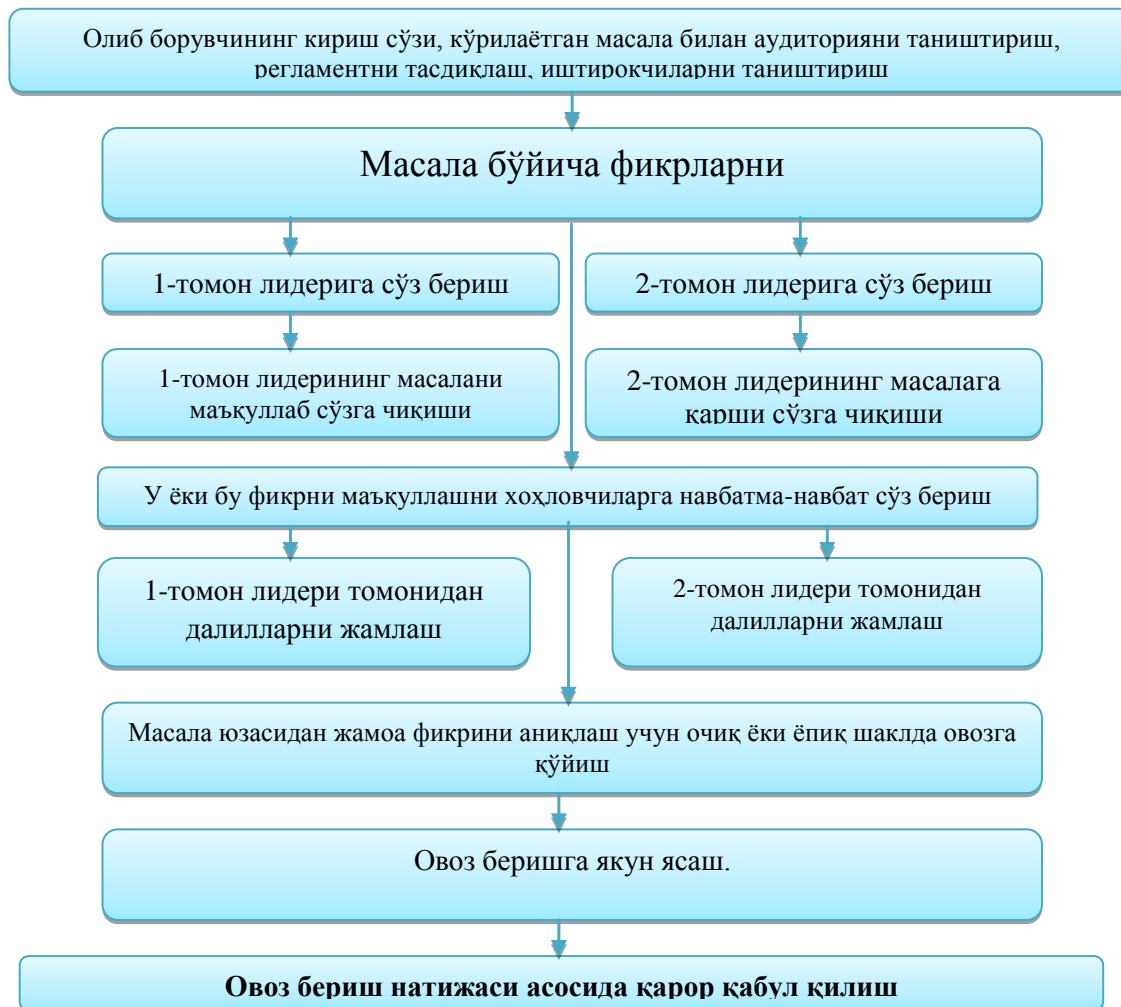 Олиб борувчининг кириш сўзи, кўрилаётган масала билан аудиторияни таништириш,
регламентни тасдиқлаш, иштирокчиларни таништириш
Масала бўйича фикрларни
1-томон лидерига сўз бериш
2-томон лидерига сўз бериш
1-томон лидерининг масалани
маъқуллаб сўзга чиқиши
2-томон лидерининг масалага
қарши сўзга чиқиши
У ёки бу фикрни маъқуллашни хоҳловчиларга навбатма-навбат сўз бериш
1-томон лидери томонидан
далилларни жамлаш
2-томон лидери томонидан
далилларни жамлаш
Масала юзасидан жамоа фикрини аниқлаш учун очиқ ёки ёпиқ шаклда овозга
қўйиш
Овоз беришга якун ясаш.
Овоз бериш натижаси асосида қарор қабул қилиш